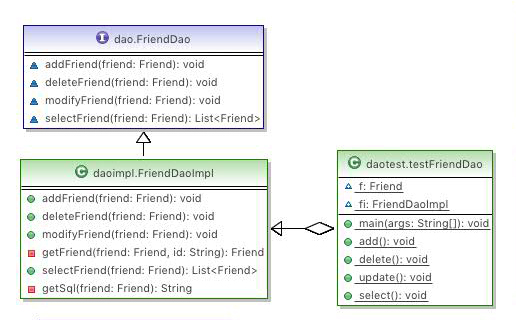 dao.FriendDao
addFriend(friend: Friend): void
deleteFriend(friend: Friend): void
modifyFriend(friend: Friend): void
selectFriend(friend: Friend): List<Friend>
daoimpl.FriendDaoImpl
addFriend(friend: Friend): void
deleteFriend(friend: Friend): void
modifyFriend(friend: Friend): void
getFriend(friend: Friend, id: String): Friend
selectFriend(friend: Friend): List<Friend>
getSql(friend: Friend): String
daotest.testFriendDao
f: Friend
fi: FriendDaoImpl
main(args: String[]): void
add(): void
delete(): void
update(): void
select(): void